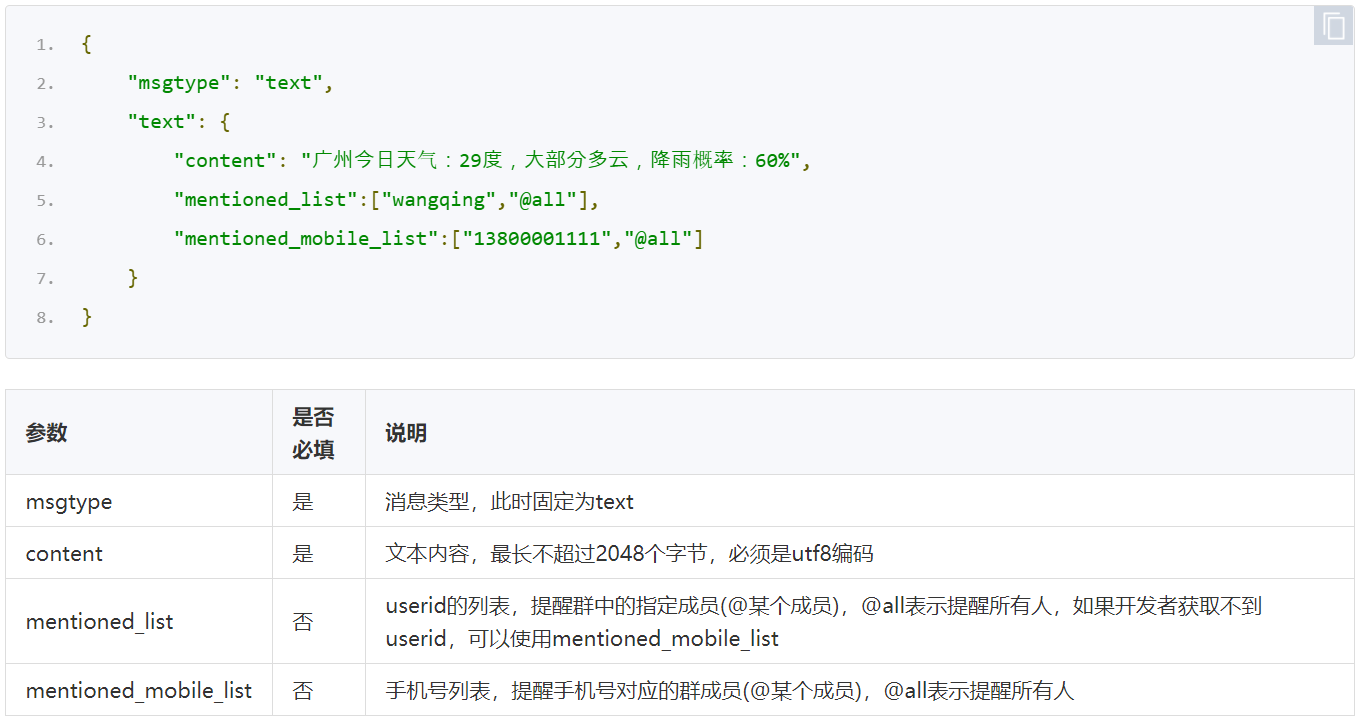 1. {
2. "msgtype": "text",
3. "text": {
4. "content": "广州今日天气：29度，大部分多云，降雨概率：60%",
5. "mentioned_list":["wangqing","@all"],
6. "mentioned_mobile_list":["13800001111","@all"]
7. }
8. }
参数 是否必填 说明
msgtype 是 消息类型，此时固定为text
content 是 文本内容，最长不超过2048个字节，必须是utf8编码
mentioned_list 否 userid的列表，提醒群中的指定成员(@某个成员)，@all表示提醒所有人，如果开发者获取不到
userid，可以使用mentioned_mobile_list
mentioned_mobile_list 否 手机号列表，提醒手机号对应的群成员(@某个成员)，@all表示提醒所有人